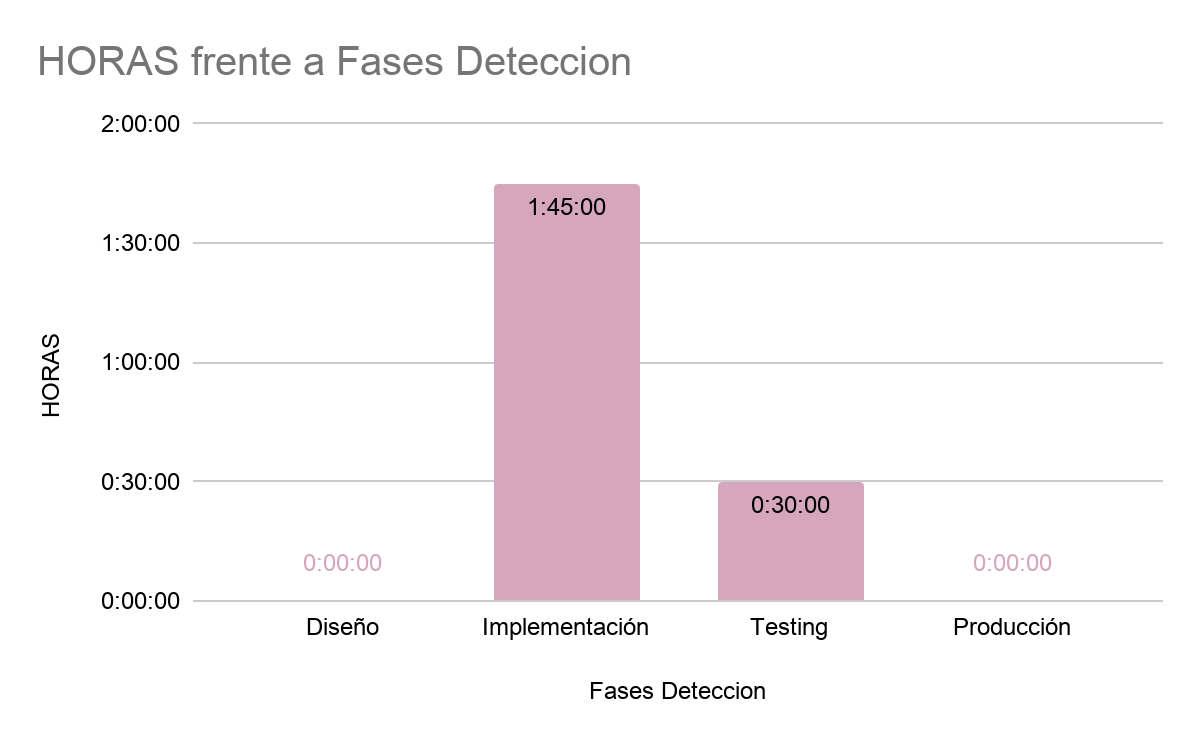 HORAS frente a Fases Deteccion
2:00:00
1:30:00
1:00:00
0:30:00
0:00:00
HORAS
0:00:00
1:45:00
0:30:00
0:00:00
Diseño
Implementación
Testing
Producción
Fases Deteccion